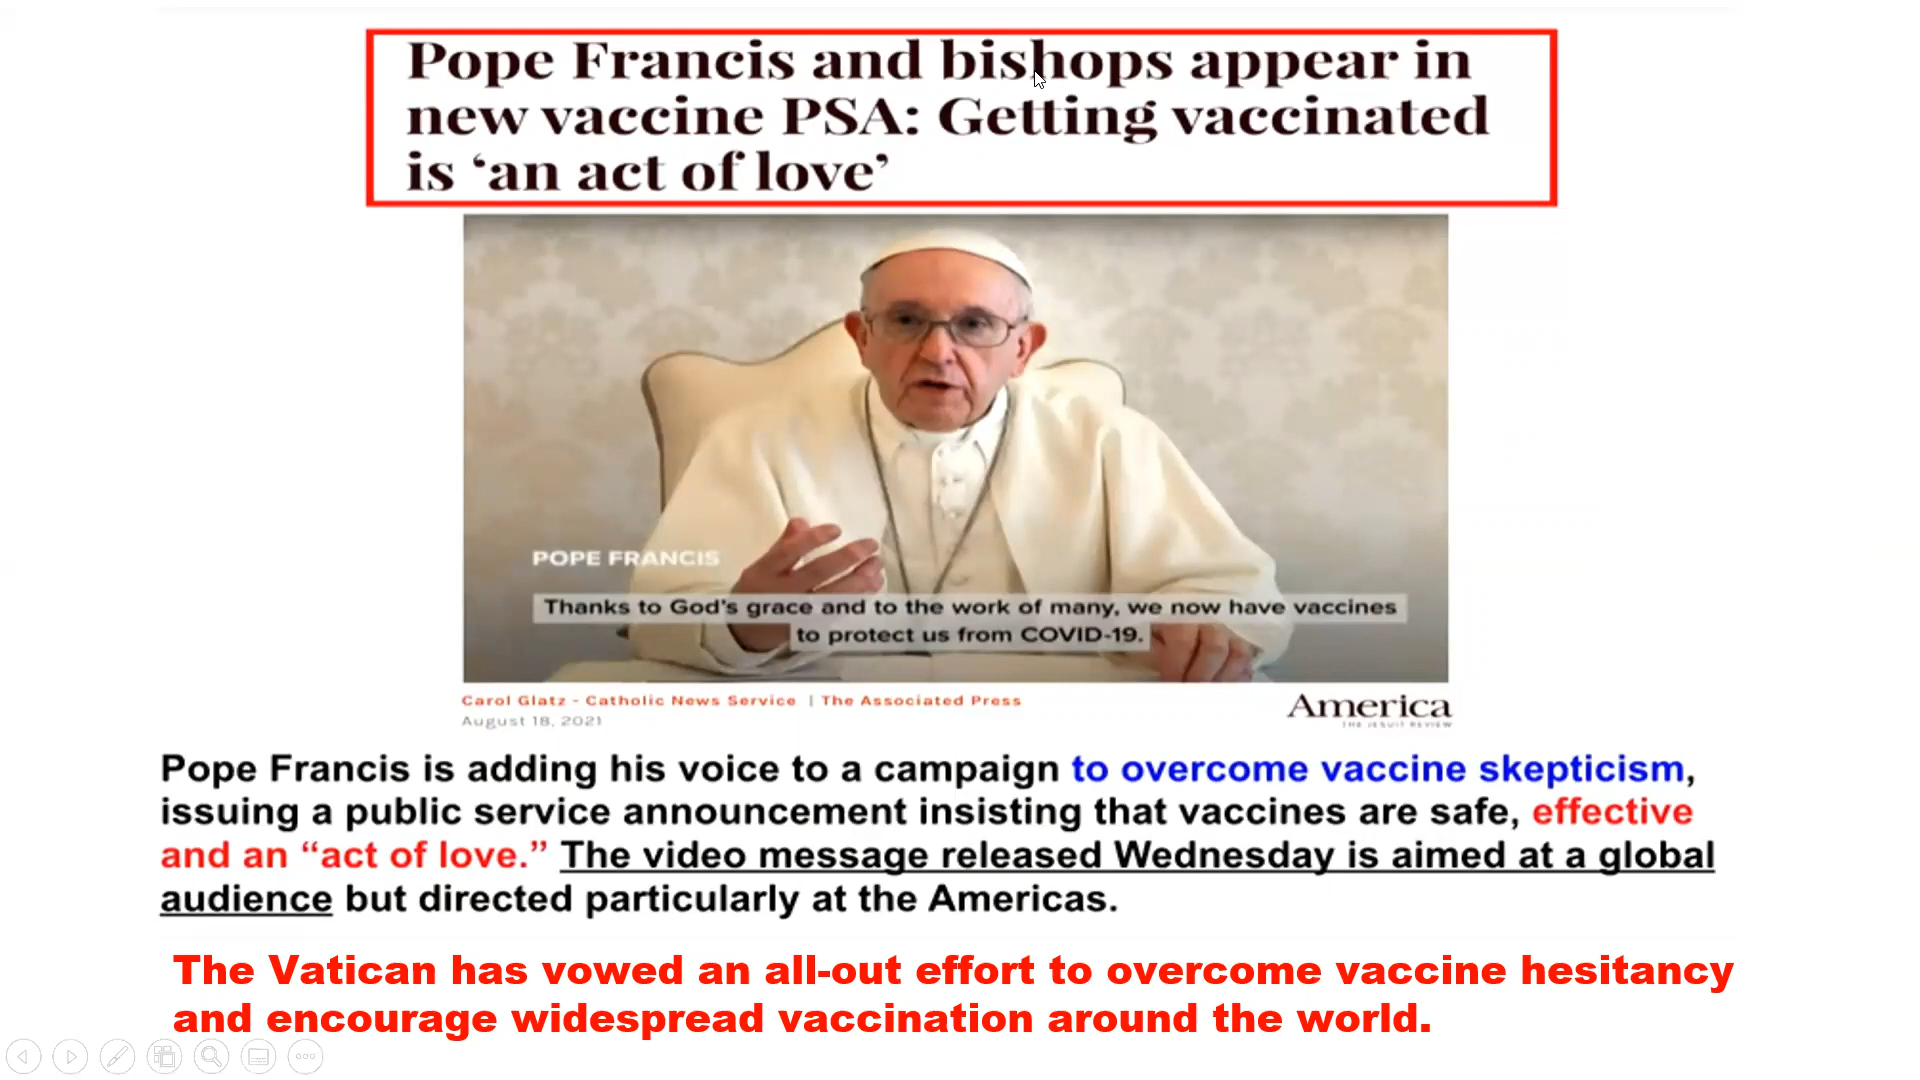 Pope Francis and bishops appear in
new vaccine PSA: Getting vaccinated
is ‘an act of love’
POPE FRANCIS
Thanks to God's grace and to the work of many, we now have vaccines
to protect us from COVID-19.
Carol Glatz - Catholic News Service | The Associated Press
August 18, 2021
America
THE JESUIT REVIEW
Pope Francis is adding his voice to a campaign to overcome vaccine skepticism,
issuing a public service announcement insisting that vaccines are safe, effective
and an “act of love.” The video message released Wednesday is aimed at a global
audience but directed particularly at the Americas.
The Vatican has vowed an all-out effort to overcome vaccine hesitancy
and encourage widespread vaccination around the world.